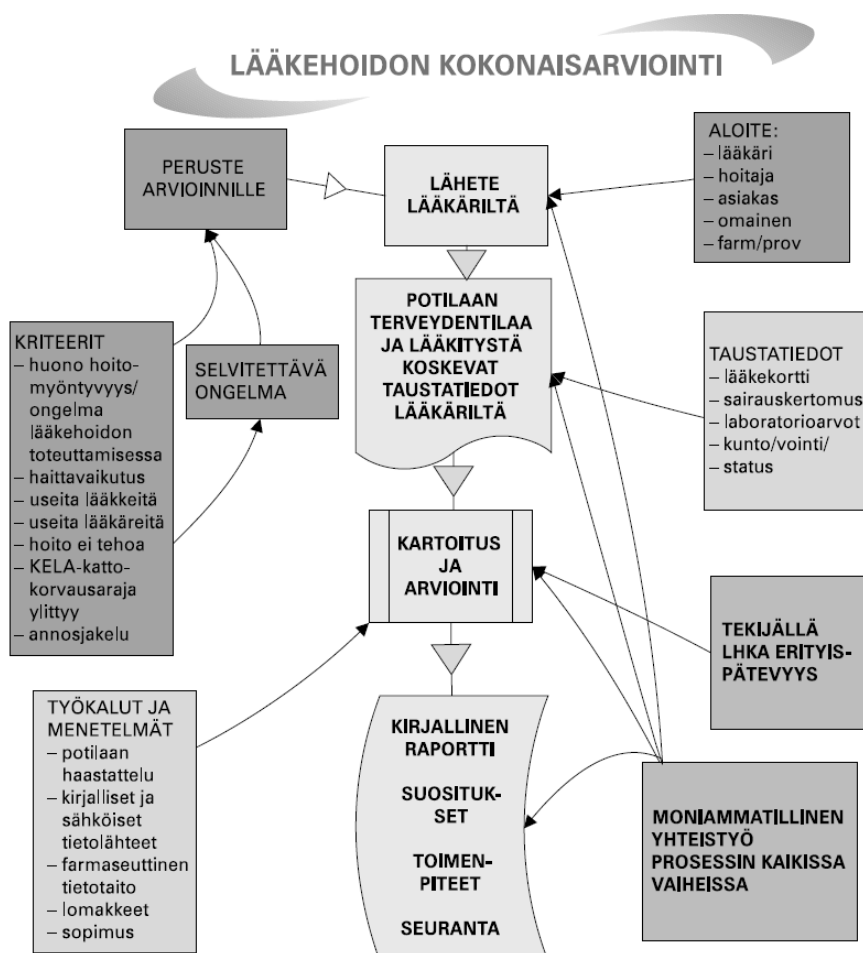 LÄÄKEHOIDON KOKONAISARVIOINTI
PERUSTE
ARVIOINNILLE
LÄHETE
LÄÄKÄRILTÄ
ALOITE:
– lääkäri
– hoitaja
– asiakas
– omainen
– farm/prov
POTILAAN
TERVEYDENTILAA
JA LÄÄKITYSTÄ
KOSKEVAT
TAUSTATIEDOT
LÄÄKÄRILTÄ
KRITEERIT
– huono hoito-
myöntyvyys/
ongelma
lääkehoidon
toteuttamisessa
– haittavaikutus
– useita lääkkeitä
– useita lääkäreitä
– hoito ei tehoa
– KELA-katto-
korvausaraja
ylittyy
– annosjakelu
SELVITETTÄVÄ
ONGELMA
TAUSTATIEDOT
– lääkekortti
– sairauskertomus
– laboratorioarvot
– kunto/vointi/
– status
KARTOITUS
JA
ARVIOINTI
TEKIJÄLLÄ
LHKA ERITYIS-
PÄTEVYYS
TYÖKALUT JA
MENETELMÄT
– potilaan
haastattelu
– kirjalliset ja
sähköiset
tietolähteet
– farmaseuttinen
tietotaito
– lomakkeet
– sopimus
KIRJALLINEN
RAPORTTI
SUOSITUK-
SET
TOIMEN-
PITEET
SEURANTA
MONIAMMATILLINEN
YHTEISTYÖ
PROSESSIN KAIKISSA
VAIHEISSA